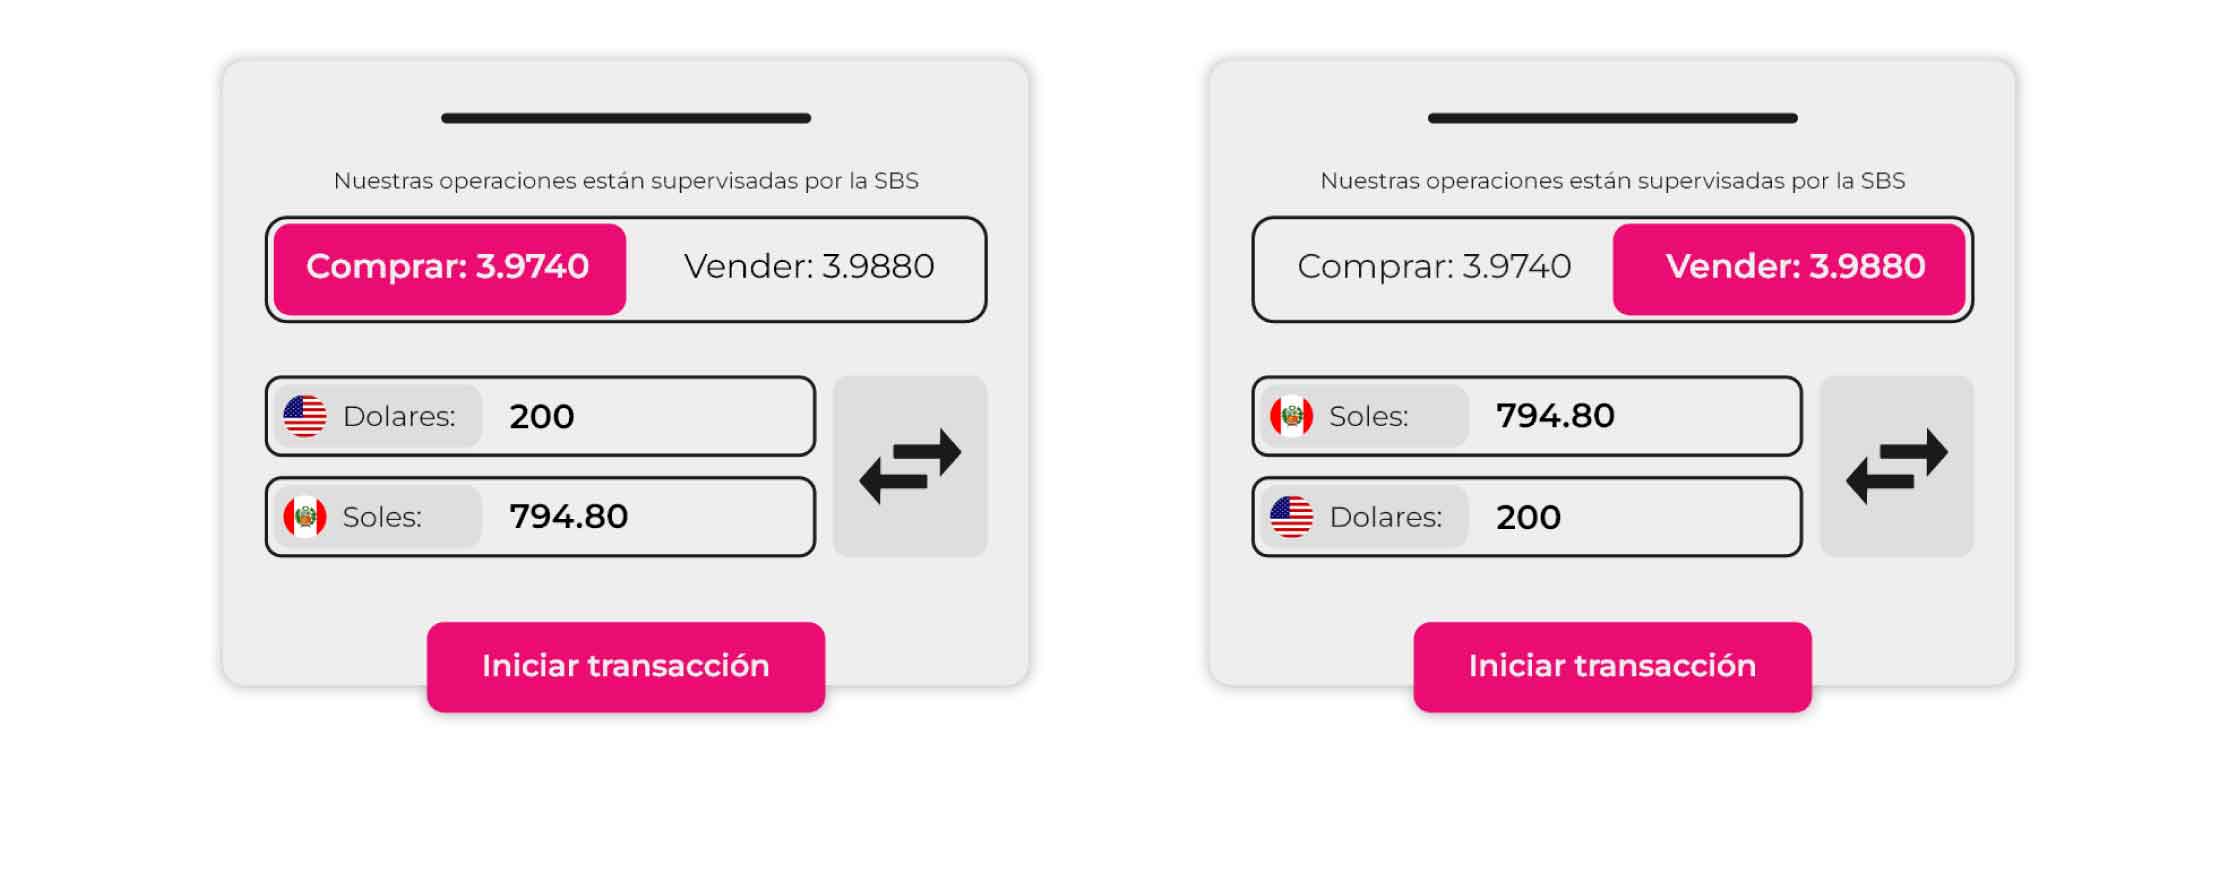 Nuestras operaciones están supervisadas por la SBS
Comprar: 3.9740 Vender: 3.9880
Dolares: 200
Soles: 794.80
Iniciar transacción
Nuestras operaciones están supervisadas por la SBS
Comprar: 3.9740 Vender: 3.9880
Soles: 794.80
Dolares: 200
Iniciar transacción